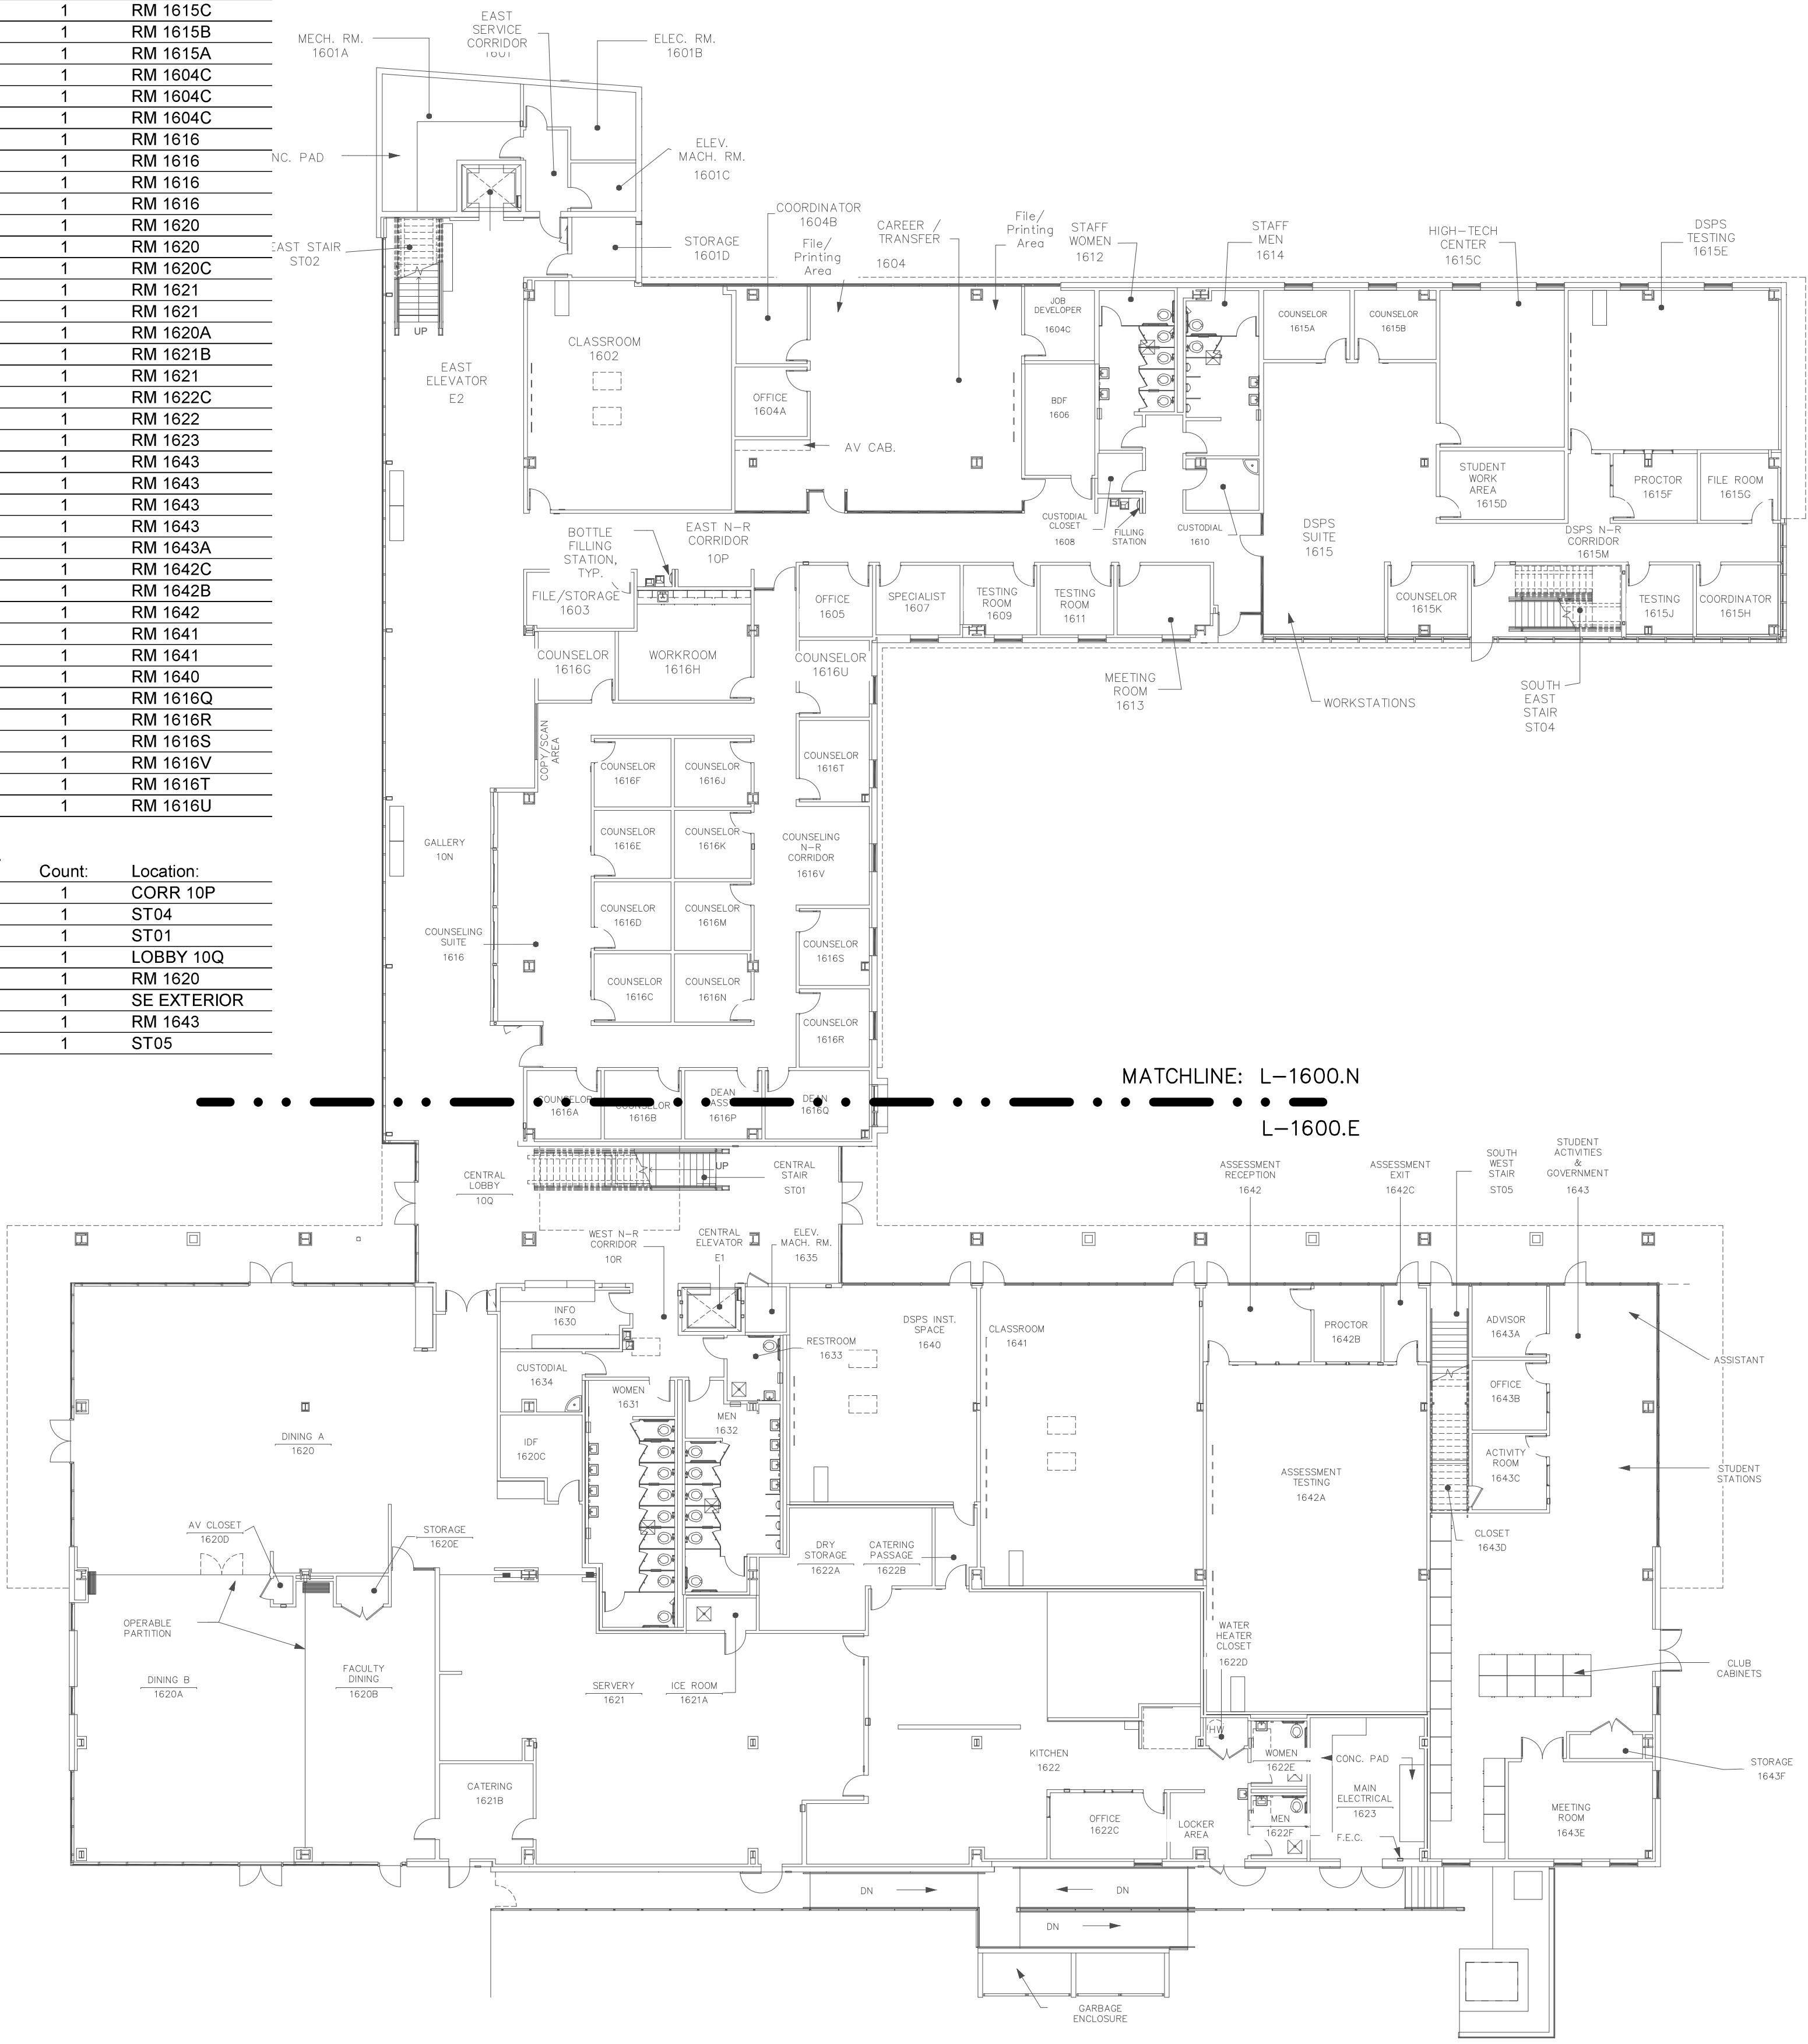 1 RM 1615C
1 RM 1615B
1 RM 1615A
1 RM 1604C
1 RM 1604C
1 RM 1604C
1 RM 1616
1 RM 1616
1 RM 1616
1 RM 1616
1 RM 1620
1 RM 1620
1 RM 1620C
1 RM 1621
1 RM 1621
1 RM 1620A
1 RM 1621B
1 RM 1621
1 RM 1622C
1 RM 1622
1 RM 1623
1 RM 1643
1 RM 1643
1 RM 1643
1 RM 1643
1 RM 1643A
1 RM 1642C
1 RM 1642B
1 RM 1642
1 RM 1641
1 RM 1641
1 RM 1640
1 RM 1616Q
1 RM 1616R
1 RM 1616S
1 RM 1616V
1 RM 1616T
1 RM 1616U
Count: Location:
1 CORR 10P
1 ST04
1 ST01
1 LOBBY 10Q
1 RM 1620
1 SE EXTERIOR
1 RM 1643
1 ST05
MECH. RM.
1601A
EAST
SERVICE
CORRIDOR
1601
ELEC. RM.
1601B
NC. PAD
ELEV.
MACH. RM.
1601C
EAST STAIR
ST02
UP
STORAGE
1601D
COORDINATOR
1604B
File/
Printing
Area
CAREER /
TRANSFER
1604
File/
Printing
Area
STAFF
WOMEN
1612
STAFF
MEN
1614
HIGH-TECH
CENTER
1615C
DSPS
TESTING
1615E
EAST
ELEVATOR
E2
CLASSROOM
1602
OFFICE
1604A
AV CAB.
JOB
DEVELOPER
1604C
BDF
1606
COUNSELOR
1615A
COUNSELOR
1615B
STUDENT
WORK
AREA
1615D
PROCTOR
1615F
FILE ROOM
1615G
CUSTODIAL
CLOSET
1608
FILLING
STATION
CUSTODIAL
1610
DSPS
SUITE
1615
DSPS N-R
CORRIDOR
1615M
BOTTLE
FILLING
STATION,
TYP.
EAST N-R
CORRIDOR
10P
FILE/STORAGE
1603
OFFICE
1605
SPECIALIST
1607
TESTING
ROOM
1609
TESTING
ROOM
1611
COUNSELOR
1615K
TESTING
1615J
COORDINATOR
1615H
COUNSELOR
1616G
WORKROOM
1616H
COUNSELOR
1616U
MEETING
ROOM
1613
WORKSTATIONS
SOUTH
EAST
STAIR
ST04
COPY/SCAN
AREA
COUNSELOR
1616F
COUNSELOR
1616J
COUNSELOR
1616T
GALLERY
10N
COUNSELOR
1616E
COUNSELOR
1616K
COUNSELING
N-R
CORRIDOR
1616V
COUNSELING
SUITE
1616
COUNSELOR
1616D
COUNSELOR
1616M
COUNSELOR
1616S
COUNSELOR
1616C
COUNSELOR
1616N
COUNSELOR
1616R
COUNSELOR
1616A
COUNSELOR
1616B
DEAN
ASS
1616P
DEAN
1616Q
MATCHLINE: L-1600.N
L-1600.E
CENTRAL
LOBBY
10Q
UP
CENTRAL
STAIR
ST01
WEST N-R
CORRIDOR
10R
CENTRAL
ELEVATOR
E1
ELEV.
MACH. RM.
1635
ASSESSMENT
RECEPTION
1642
ASSESSMENT
EXIT
1642C
SOUTH
WEST
STAIR
ST05
STUDENT
ACTIVITIES
&
GOVERNMENT
1643
INFO
1630
RESTROOM
1633
DSPS INST.
SPACE
1640
CLASSROOM
1641
PROCTOR
1642B
ADVISOR
1643A
ASSISTANT
CUSTODIAL
1634
WOMEN
1631
MEN
1632
OFFICE
1643B
DINING A
1620
IDF
1620C
ASSESSMENT
TESTING
1642A
ACTIVITY
ROOM
1643C
STUDENT
STATIONS
AV CLOSET
1620D
STORAGE
1620E
DRY
STORAGE
1622A
CATERING
PASSAGE
1622B
CLOSET
1643D
OPERABLE
PARTITION
DINING B
1620A
FACULTY
DINING
1620B
SERVERY
1621
ICE ROOM
1621A
WATER
HEATER
CLOSET
1622D
CLUB
CABINETS
HW
KITCHEN
1622
WOMEN
1622E
CONC. PAD
STORAGE
1643F
CATERING
1621B
OFFICE
1622C
LOCKER
AREA
MEN
1622F
MAIN
ELECTRICAL
1623
F.E.C.
MEETING
ROOM
1643E
DN
DN
DN
GARBAGE
ENCLOSURE